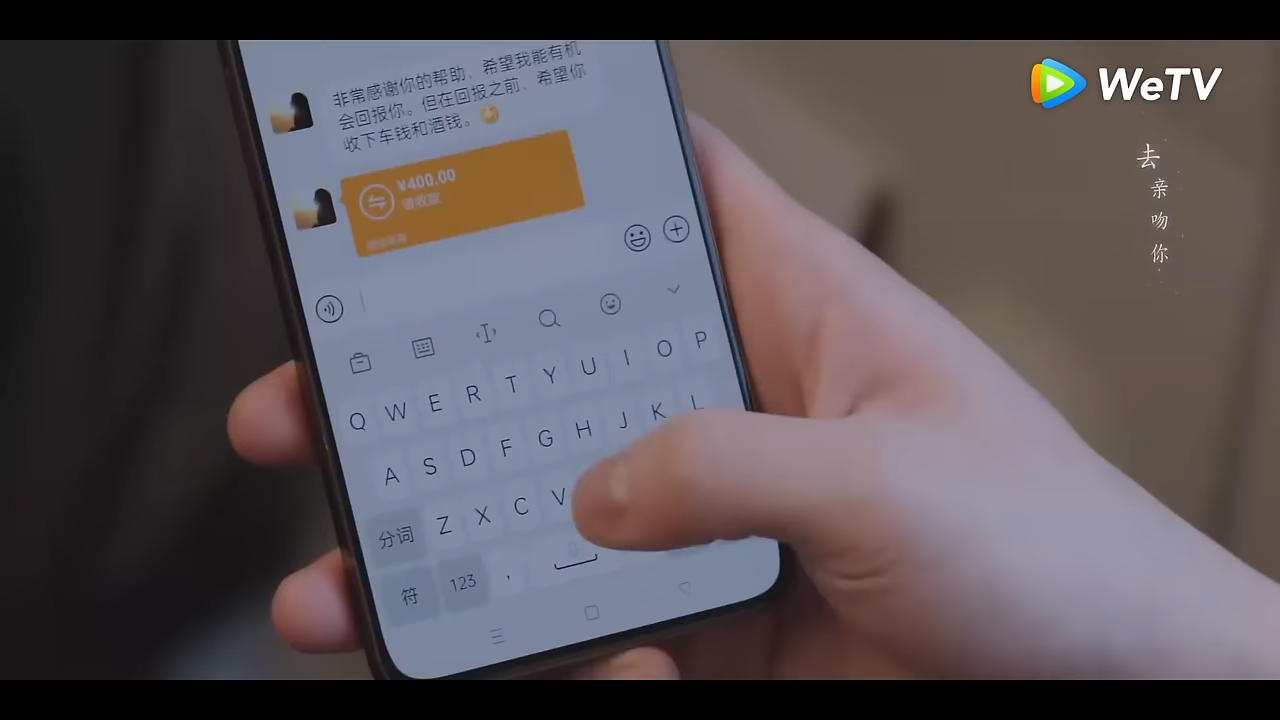 WeTV
去亲吻你
非常感谢你的帮助，希望我能有机
会回报你。但在回报之前，希望你
收下车钱和酒钱。
¥400.00
请收款
Q W E R T Y U I O P
A S D F G H J K L
分词 Z X C V
符 123 ,